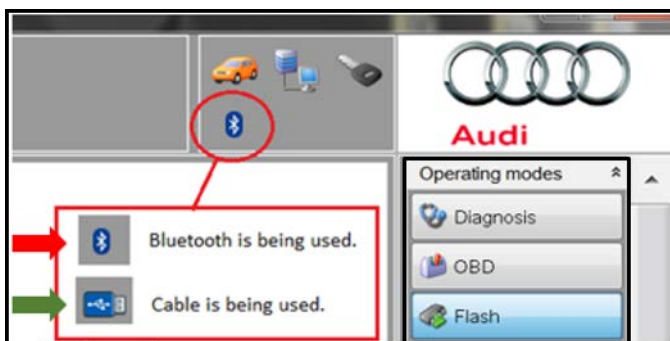 Audi
Operating modes
Diagnosis
OBD
Flash
Bluetooth is being used.
Cable is being used.